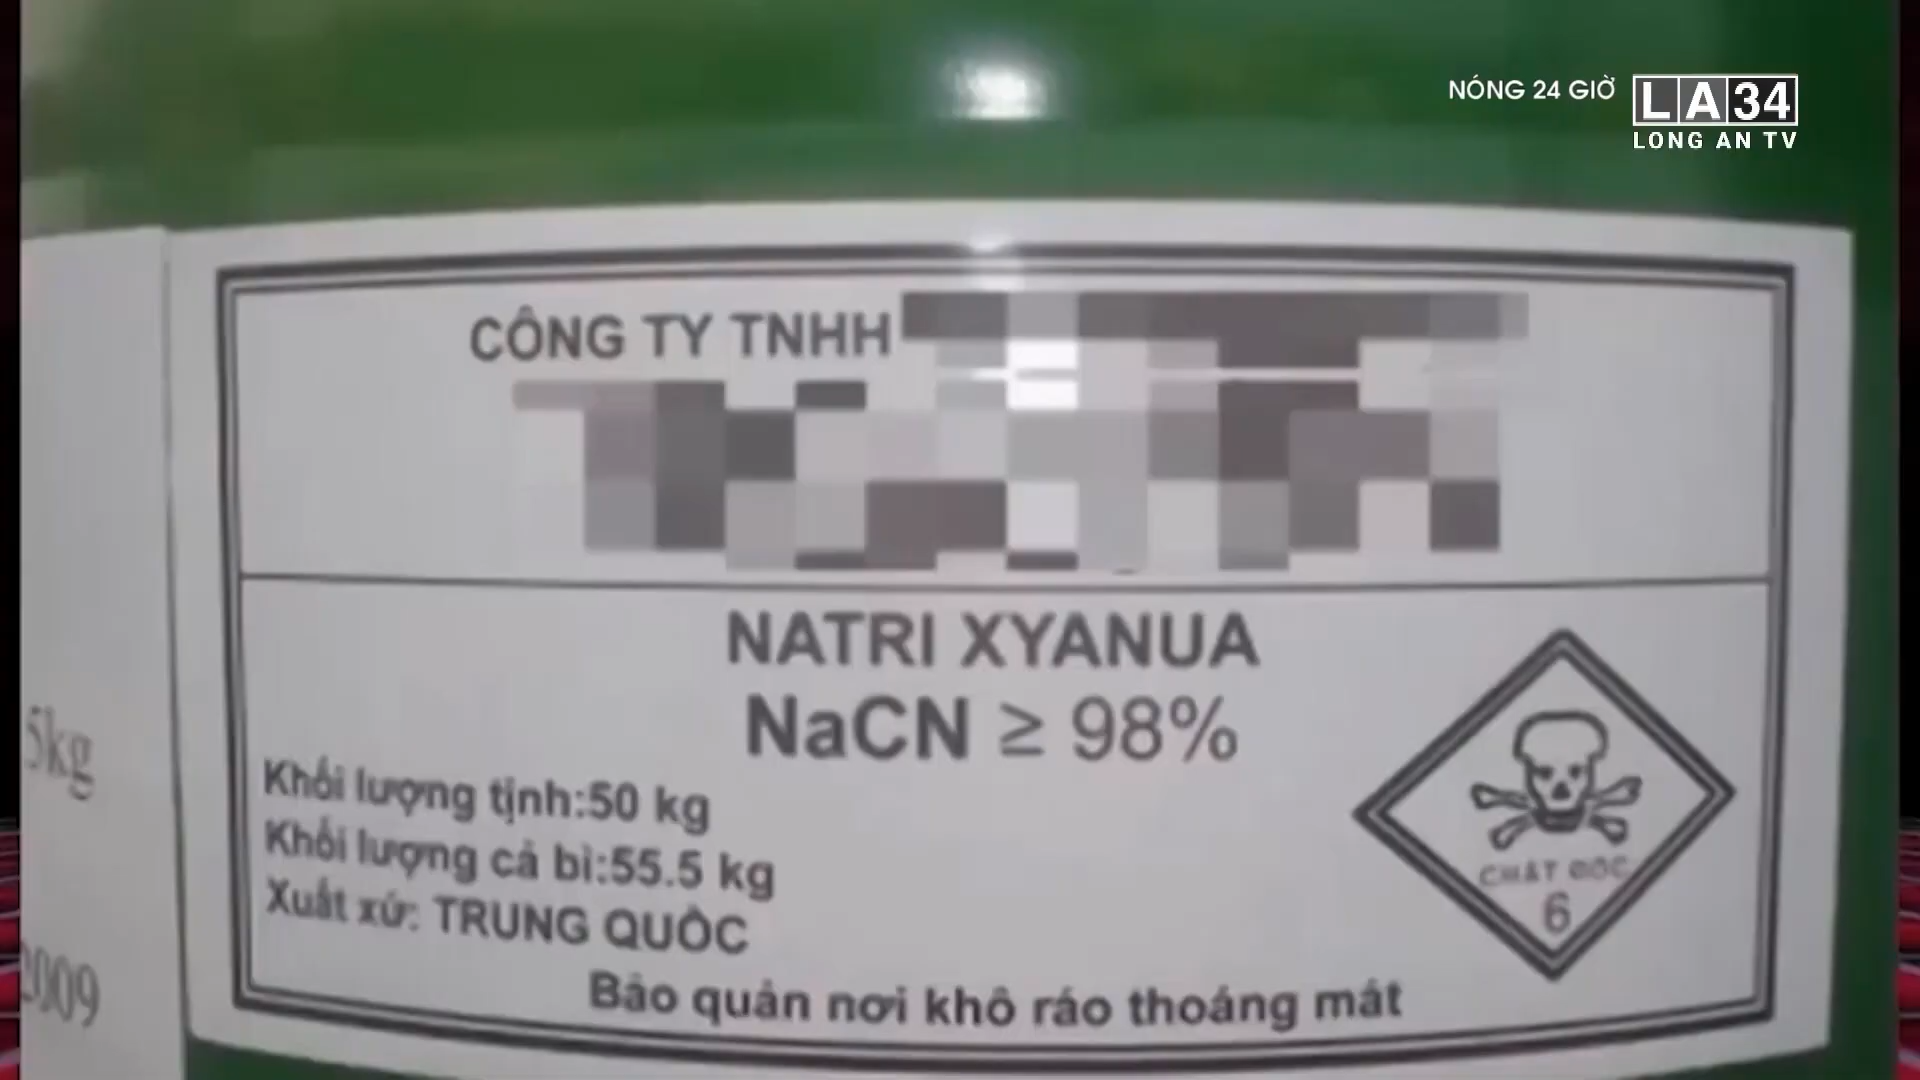 NÓNG 24 GIỜ
LA34
LONG AN TV
CÔNG TY TNHH
NATRI XYANUA
NaCN ≥ 98%
Khối lượng tịnh:50 kg
Khối lượng cả bì:55.5 kg
Xuất xứ: TRUNG QUỐC
Bảo quản nơi khô ráo thoáng mát
CHẤT ĐỘC
6
5kg
2009